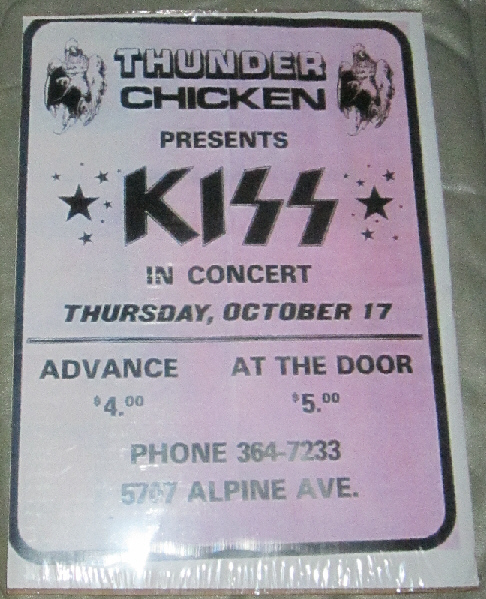 THUNDER
CHICKEN
PRESENTS
KISS
IN CONCERT
THURSDAY, OCTOBER 17
ADVANCE AT THE DOOR
$4.00 $5.00
PHONE 364-7233
ALPINE AVE.